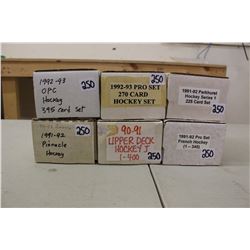 1992-93
OPC
Hockey
395 card Set
250
1992-93 PRO SET
270 CARD
HOCKEY SET
250
1991-92 Parkhurst
Hockey Series 1
225 Card Set
250
1991-92
Pinnacle
Hockey
250
90-91
UPPER DECK
HOCKEY
1-400
250
1991-92 Pro Set
French Hockey
(1 - 345)
250